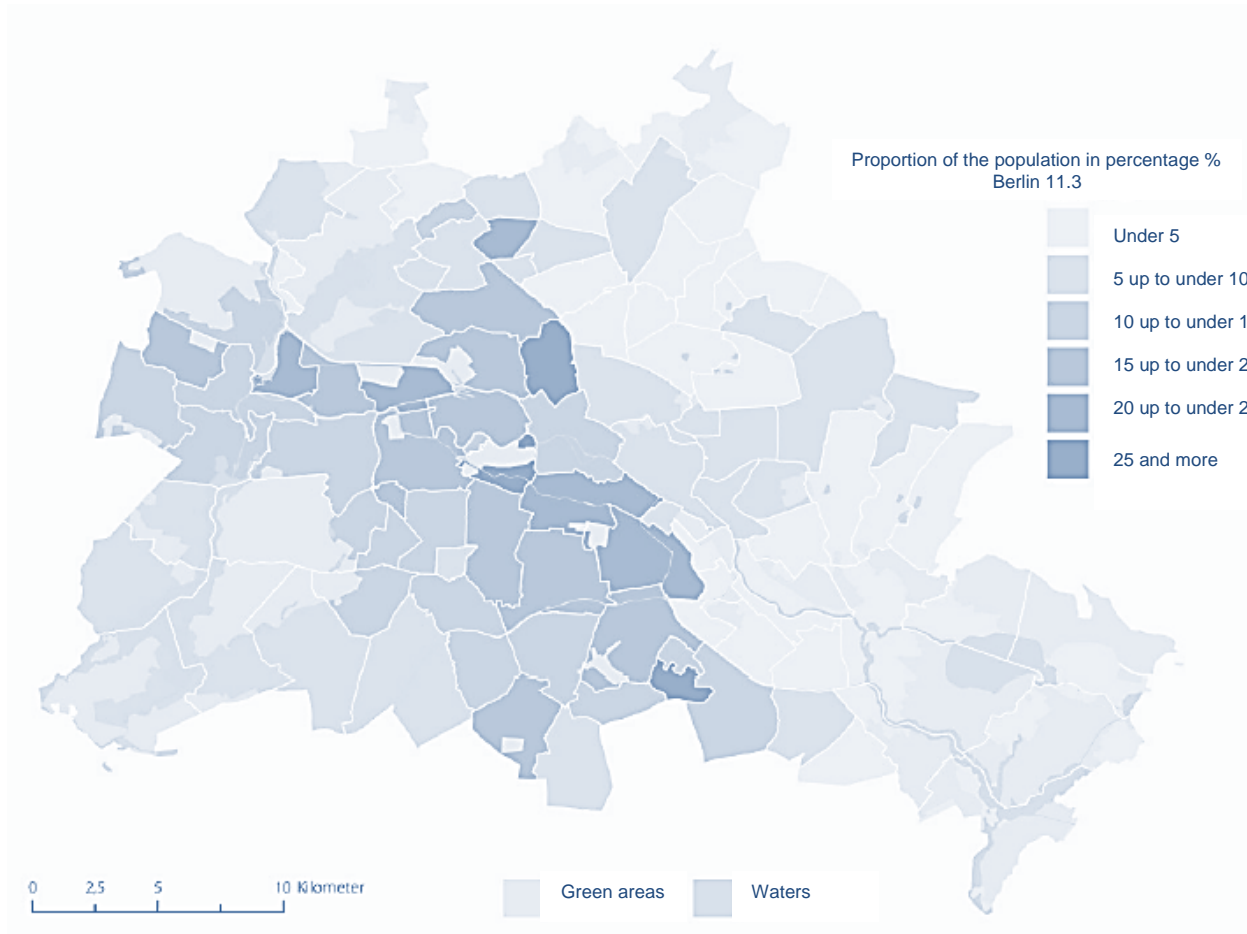 Proportion of the population in percentage %
Berlin 11.3
Under 5
5 up to under 10
10 up to under 1
15 up to under 2
20 up to under 2
25 and more
0 2,5 5 10 Kilometer
Green areas
Waters